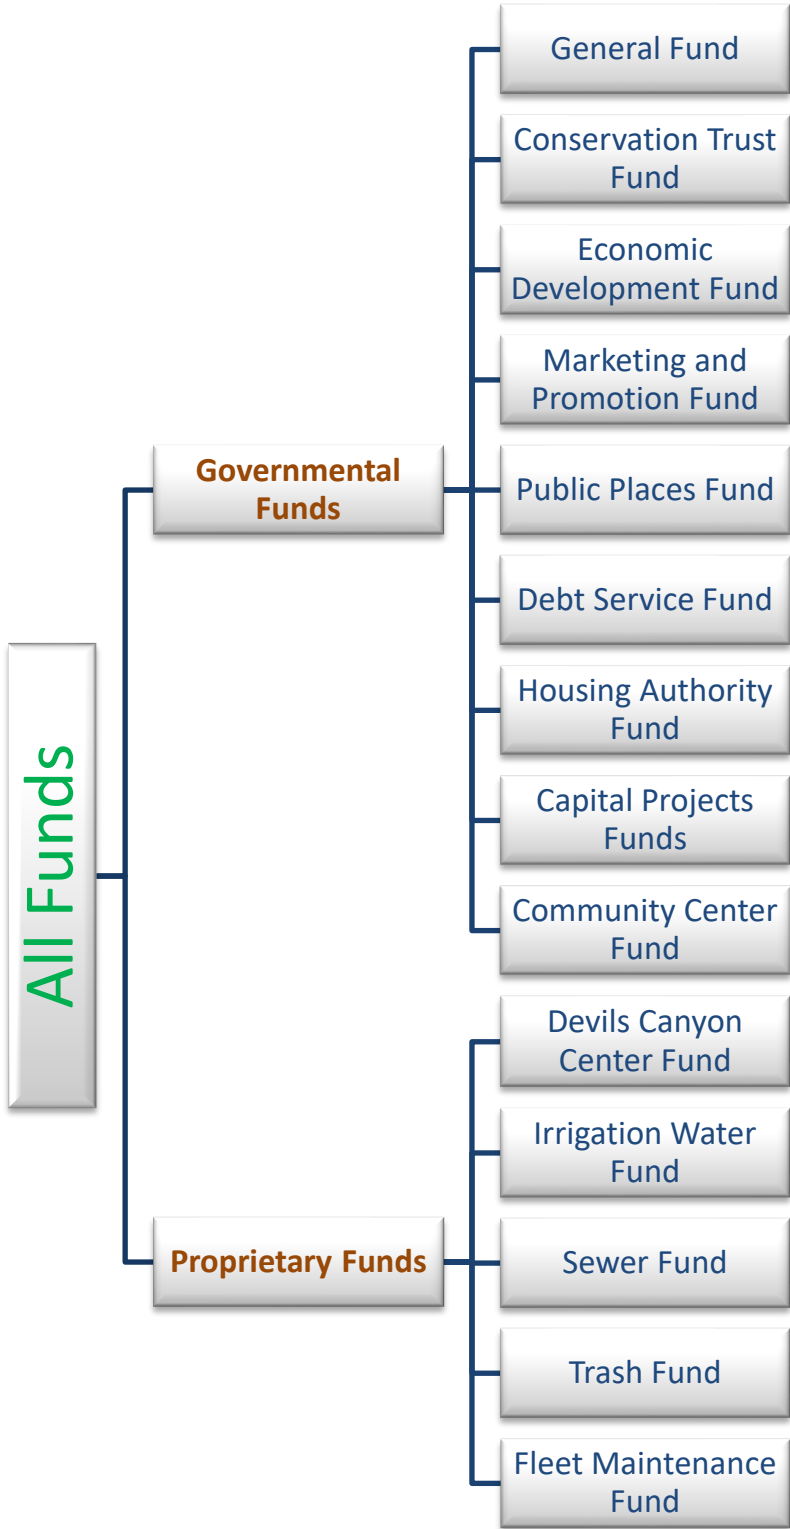 All Funds
Governmental
Funds
General Fund
Conservation Trust
Fund
Economic
Development Fund
Marketing and
Promotion Fund
Public Places Fund
Debt Service Fund
Housing Authority
Fund
Capital Projects
Funds
Community Center
Fund
Proprietary Funds
Devils Canyon
Center Fund
Irrigation Water
Fund
Sewer Fund
Trash Fund
Fleet Maintenance
Fund